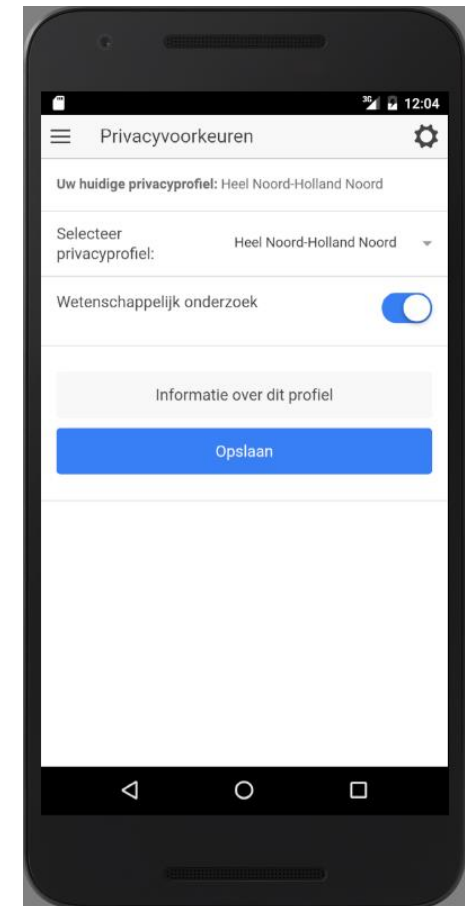 3G 12:04
Privacyvoorkeuren
Uw huidige privacyprofiel: Heel Noord-Holland Noord
Selecteer
privacyprofiel:
Heel Noord-Holland Noord
Wetenschappelijk onderzoek
Informatie over dit profiel
Opslaan